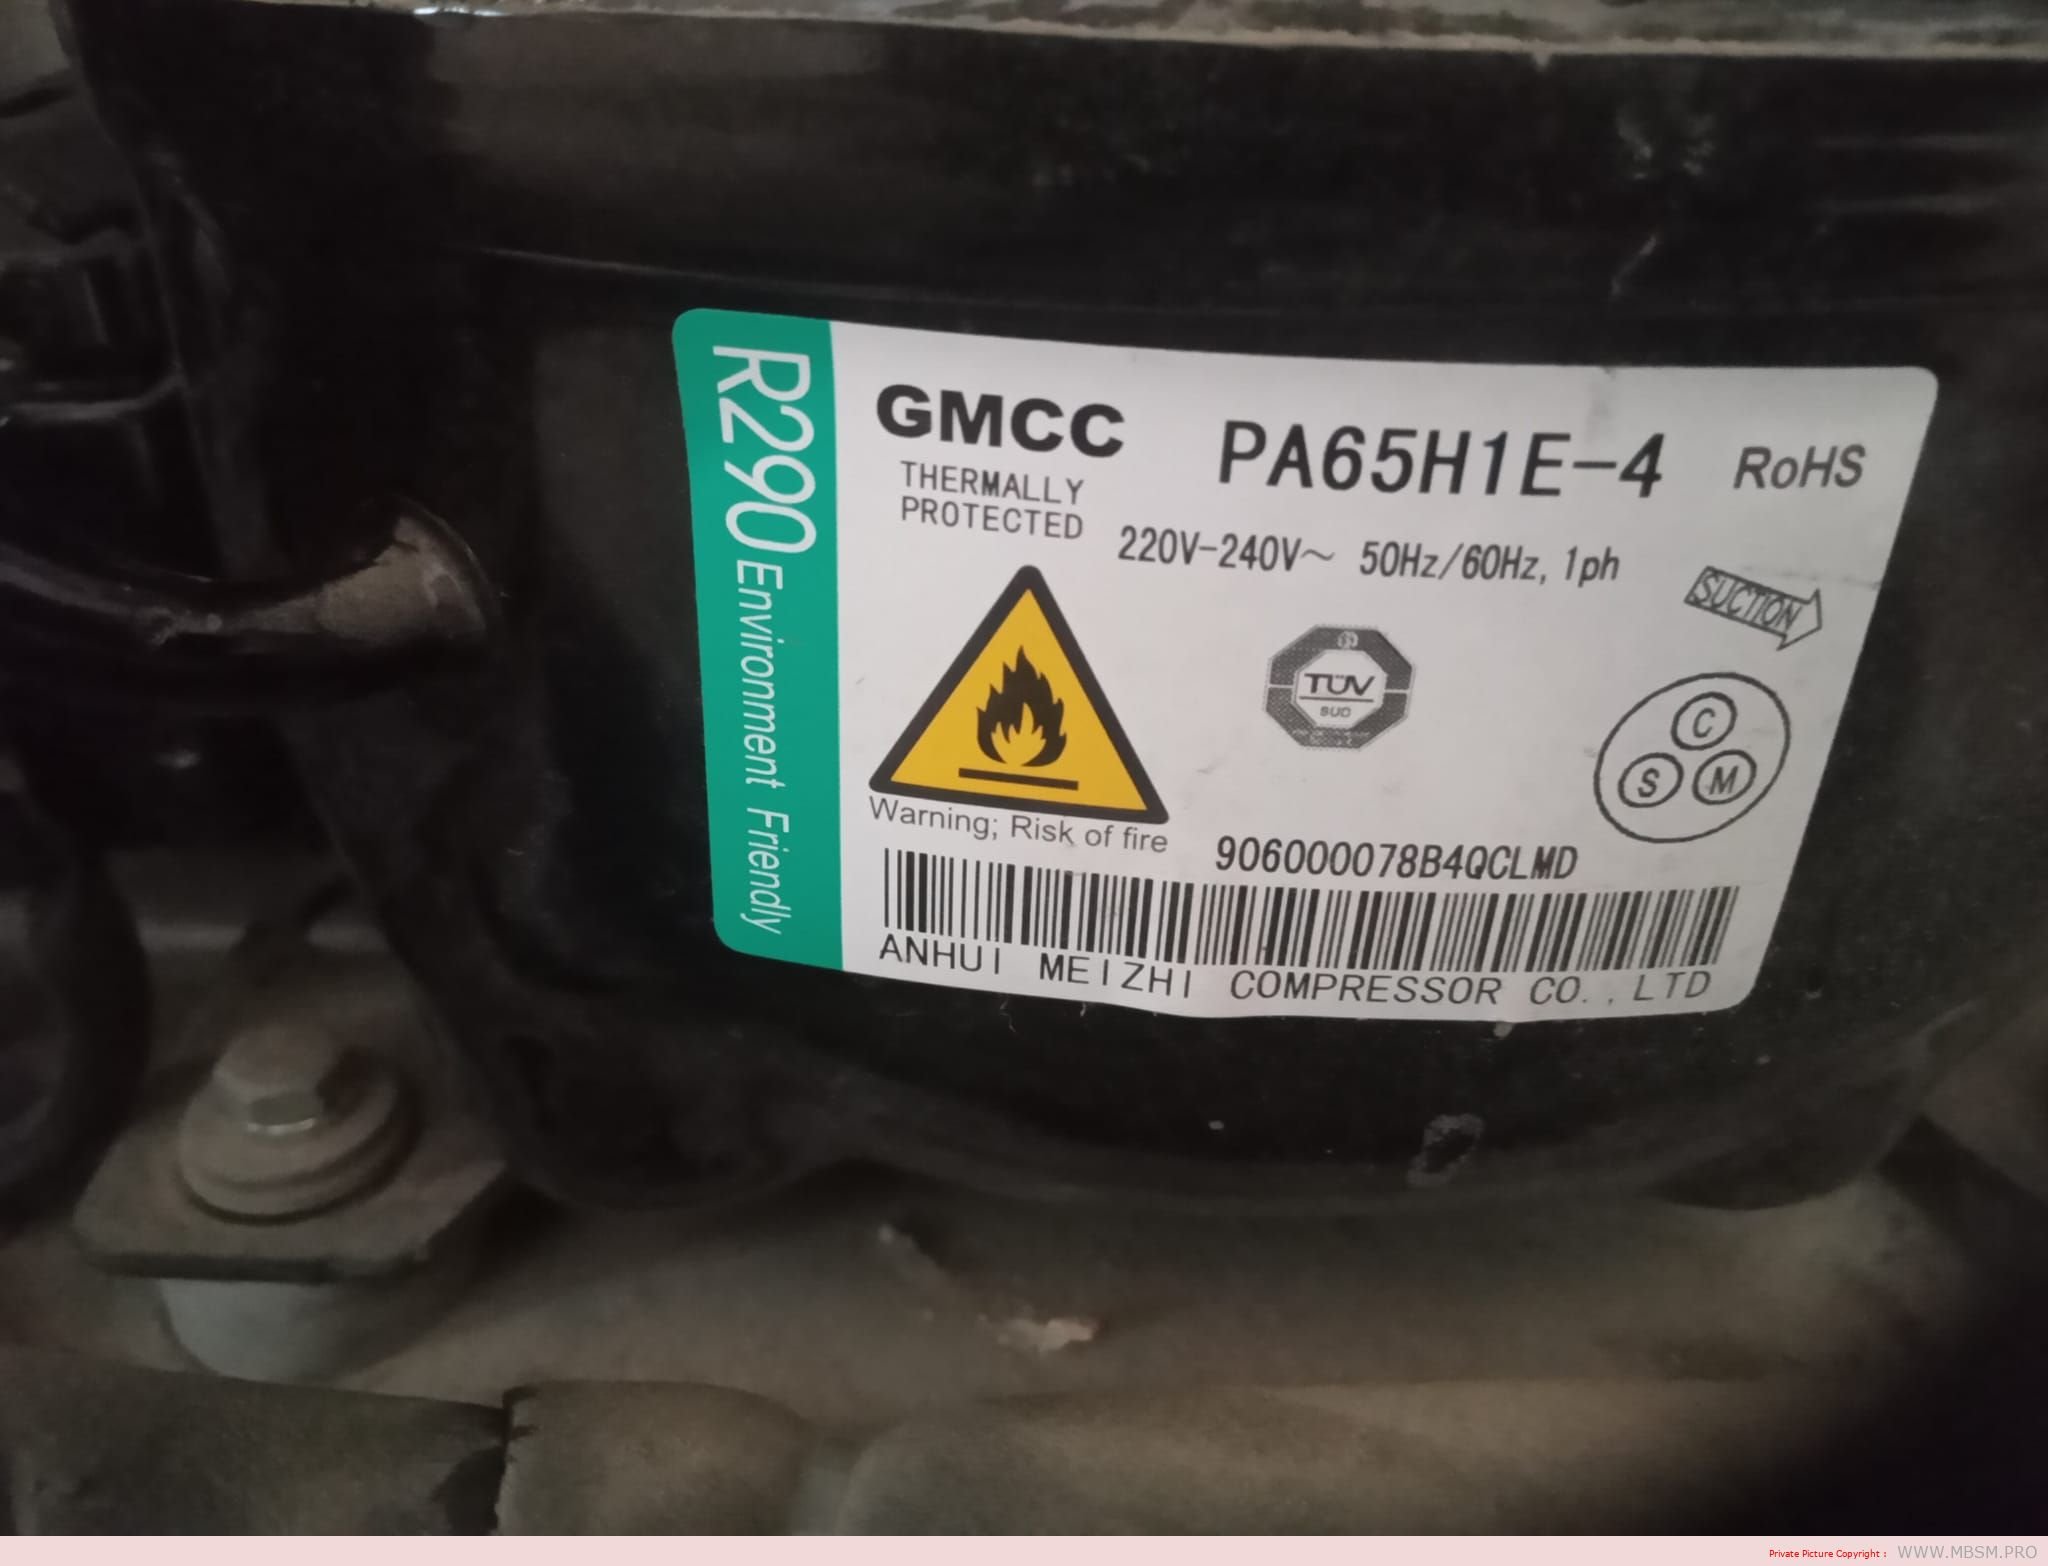 R290 Environment Friendly
GMCC
PA65H1E-4
RoHS
THERMALLY
PROTECTED
220V-240V~ 50Hz/60Hz, 1ph
SUCTION
TÜV
SUD
C
S M
Warning; Risk of fire
906000078B4QCLMD
ANHUI MEIZHI COMPRESSOR CO.,LTD
Private Picture Copyright : WWW.MBSM.PRO